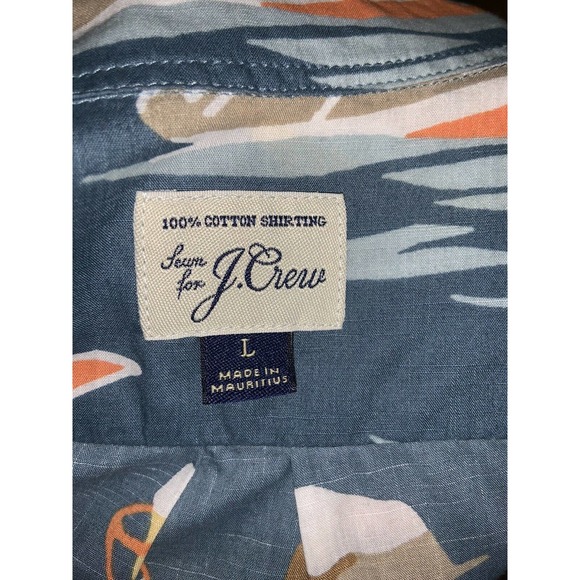 100% COTTON SHIRTING
Sewn
for J.Crew
L
MADE IN
MAURITIUS